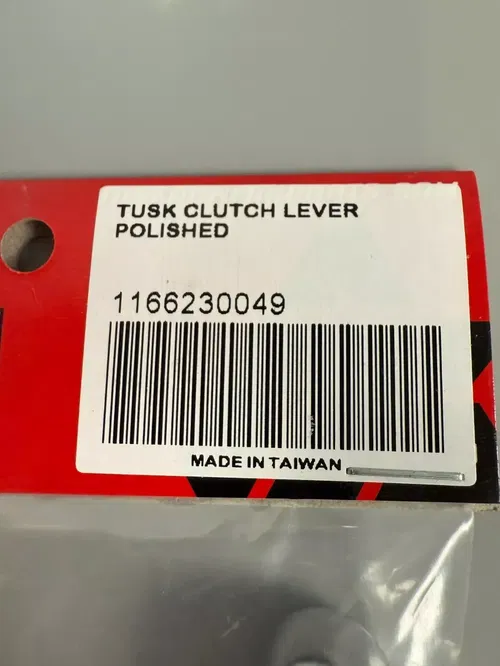 TUSK CLUTCH LEVER
POLISHED
1166230049
MADE IN TAIWAN